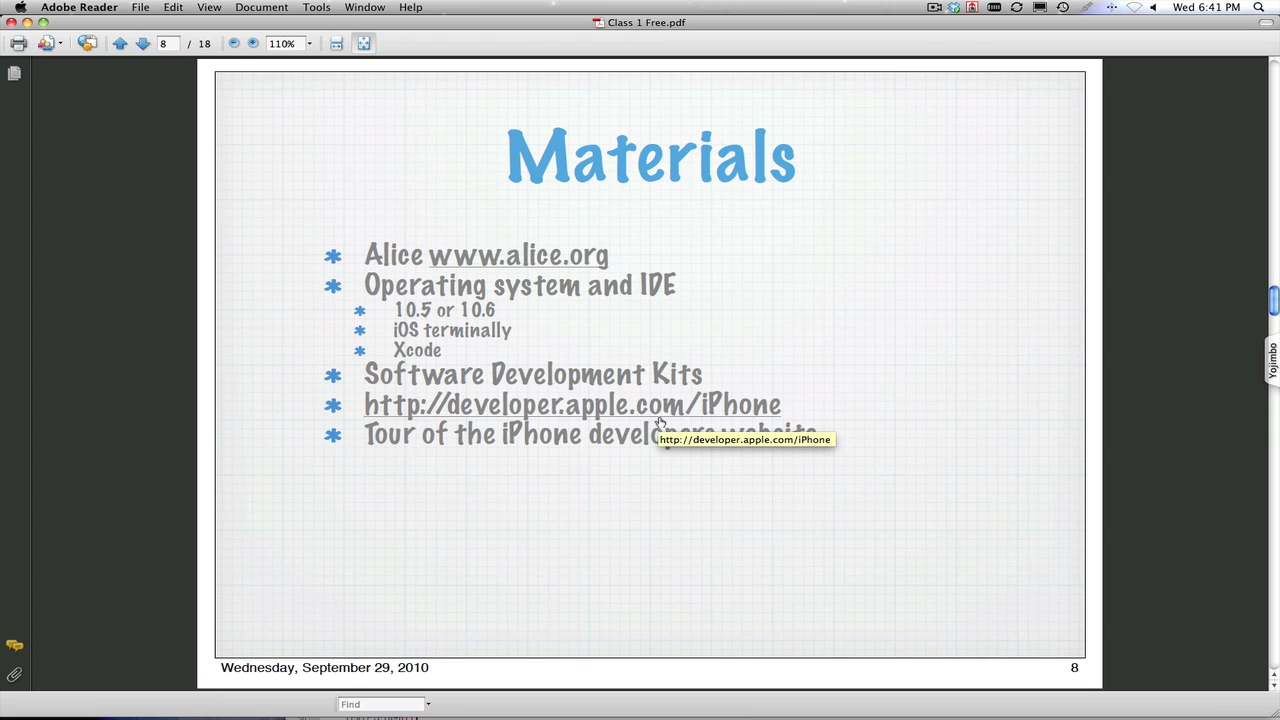 Adobe Reader File Edit View Document Tools Window Help Wed 6:41 PM
Class 1 Free.pdf
8 / 18 110%
Materials
Alice www.alice.org
Operating system and IDE
10.5 or 10.6
iOS terminally
Xcode
Software Development Kits
http://developer.apple.com/iPhone
Tour of the iPhone developers website
http://developer.apple.com/iPhone
Yojimbo
Wednesday, September 29, 2010 8
Find